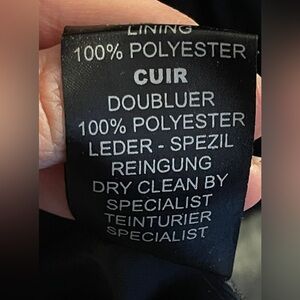 LINING
100% POLYESTER
CUIR
DOUBLUER
100% POLYESTER
LEDER - SPEZIL
REINGUNG
DRY CLEAN BY
SPECIALIST
TEINTURIER
SPECIALIST